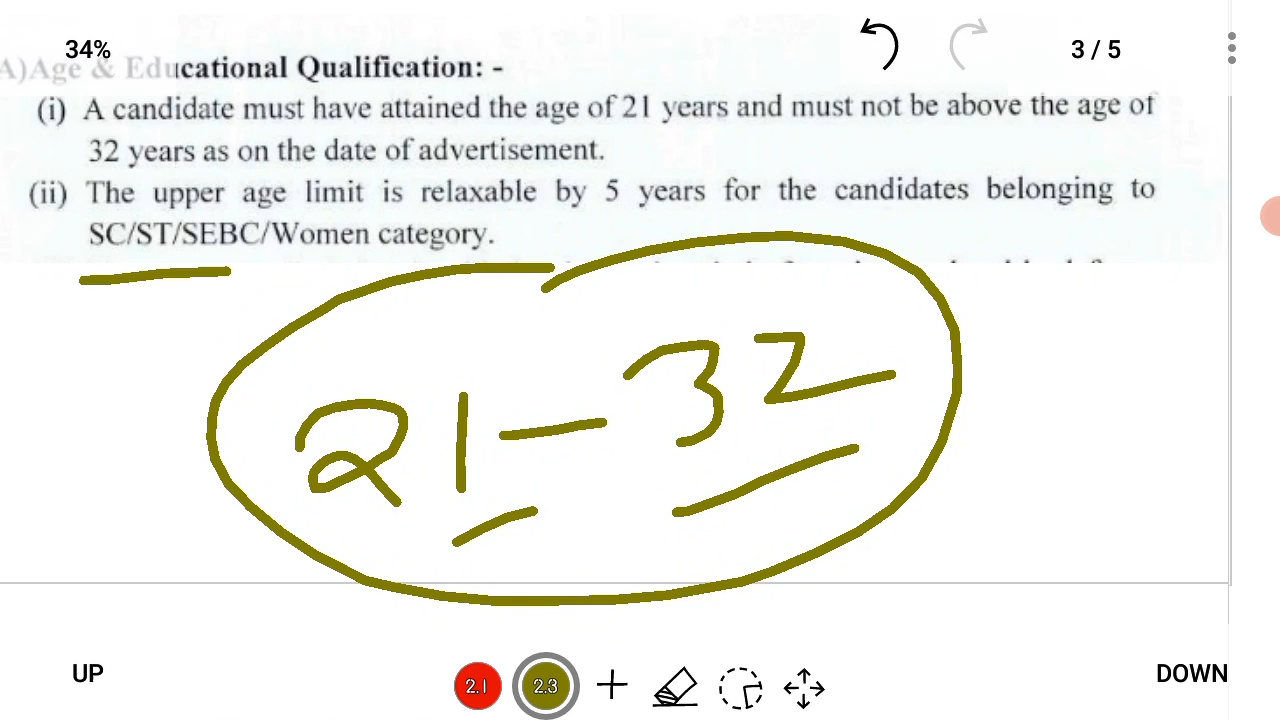 34%
3 / 5
A)Age & Educational Qualification: -
(i) A candidate must have attained the age of 21 years and must not be above the age of
32 years as on the date of advertisement.
(ii) The upper age limit is relaxable by 5 years for the candidates belonging to
SC/ST/SEBC/Women category.
21-32
UP
2.1
2.3
DOWN